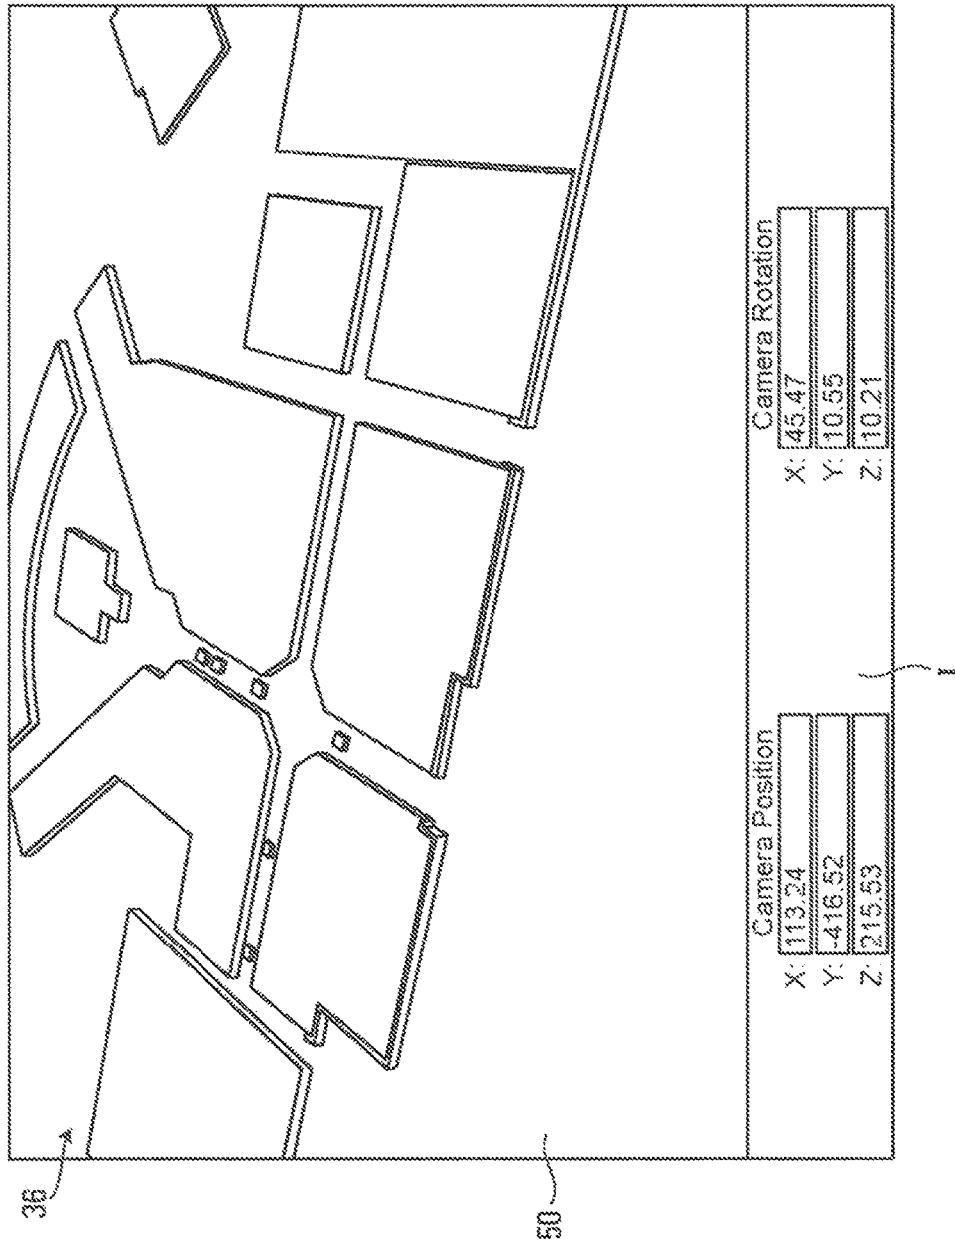 36
50
Camera Position
X: 113.24
Y: -416.52
Z: 215.53
Camera Rotation
X: 45.47
Y: 10.55
Z: 10.21